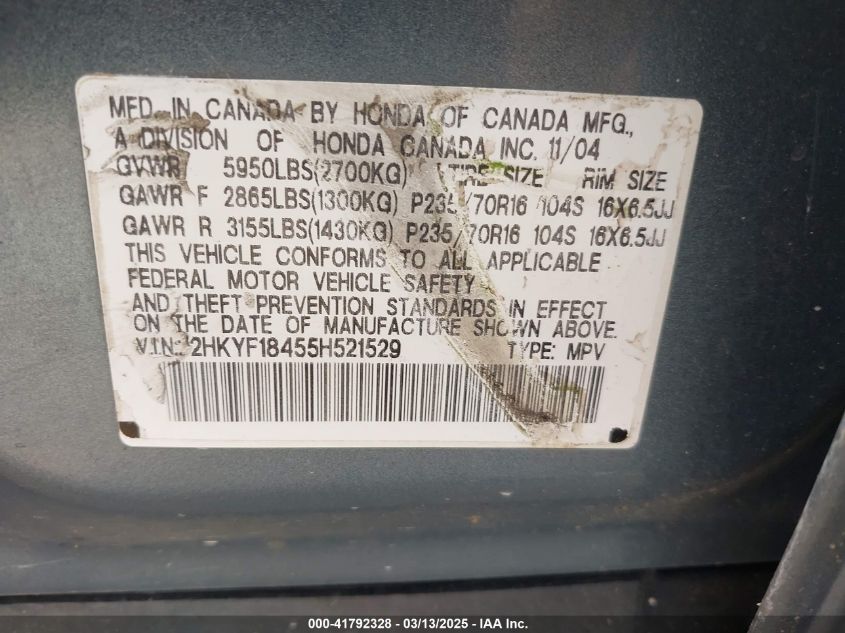 MFD. IN CANADA BY HONDA OF CANADA MFG.,
A DIVISION OF HONDA CANADA INC. 11/04
GVWR 5950LBS(2700KG) TIRE SIZE RIM SIZE
GAWR F 2865LBS(1300KG) P235/70R16 104S 16X6.5JJ
GAWR R 3155LBS(1430KG) P235/70R16 104S 16X6.5JJ
THIS VEHICLE CONFORMS TO ALL APPLICABLE
FEDERAL MOTOR VEHICLE SAFETY
AND THEFT PREVENTION STANDARDS IN EFFECT
ON THE DATE OF MANUFACTURE SHOWN ABOVE.
V.I.N.: 2HKYF18455H521529 TYPE: MPV
000-41792328 — 03/13/2025 — IAA Inc.